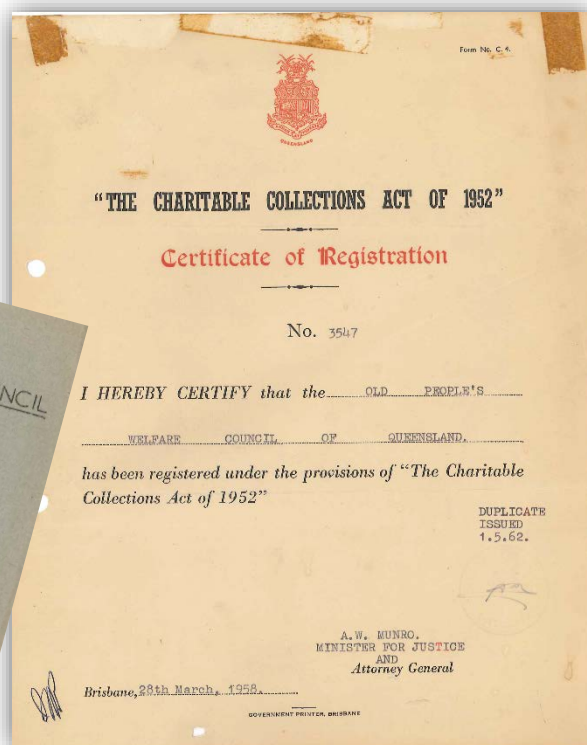 Form No. C. 4.
QUEENSLAND
"THE CHARITABLE COLLECTIONS ACT OF 1952"
Certificate of Registration
No. 3547
NCIL
I HEREBY CERTIFY that the OLD PEOPLE'S
WELFARE COUNCIL OF QUEENSLAND.
has been registered under the provisions of "The Charitable
Collections Act of 1952"
DUPLICATE
ISSUED
1.5.62.
A.W. MUNRO.
MINISTER FOR JUSTICE
AND
Attorney General
Brisbane, 28th March, 1958.
GOVERNMENT PRINTER, BRISBANE